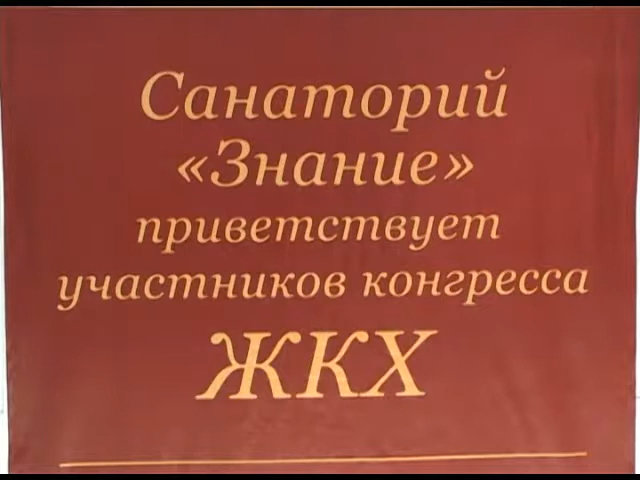 Санаторий
«Знание»
приветствует
участников конгресса
ЖКХ